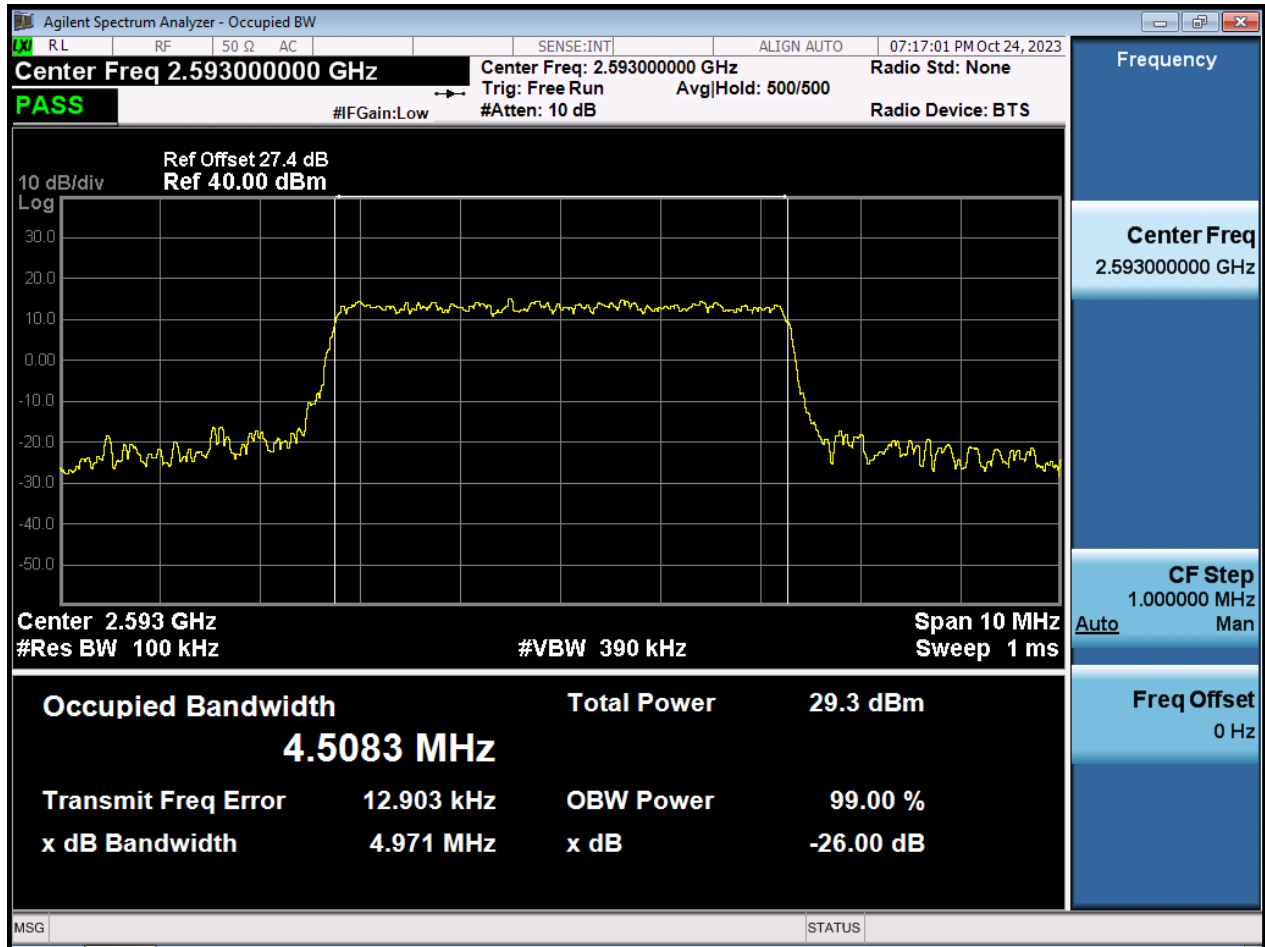 Agilent Spectrum Analyzer - Occupied BW
LXI RL RF 50 Ω AC SENSE:INT ALIGN AUTO 07:17:01 PM Oct 24, 2023
Center Freq 2.593000000 GHz
Center Freq: 2.593000000 GHz Radio Std: None
Trig: Free Run Avg|Hold: 500/500
PASS
#IFGain:Low #Atten: 10 dB Radio Device: BTS
Ref Offset 27.4 dB
10 dB/div Ref 40.00 dBm
Log
30.0
20.0
10.0
0.00
-10.0
-20.0
-30.0
-40.0
-50.0
Center 2.593 GHz Span 10 MHz
#Res BW 100 kHz #VBW 390 kHz Sweep 1 ms
Occupied Bandwidth Total Power 29.3 dBm
4.5083 MHz
Transmit Freq Error 12.903 kHz OBW Power 99.00 %
x dB Bandwidth 4.971 MHz x dB -26.00 dB
MSG STATUS
Frequency
Center Freq
2.593000000 GHz
CF Step
1.000000 MHz
Auto Man
Freq Offset
0 Hz